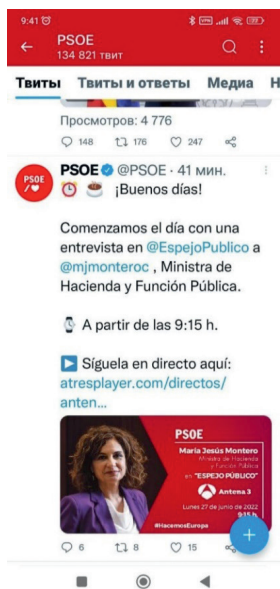 9:41
PSOE
134 821 твит
Твиты Твиты и ответы Медиа Н
Просмотров: 4 776
148 176 247
PSOE @PSOE · 41 мин.
PSOE
¡Buenos días!
Comenzamos el día con una
entrevista en @EspejoPublico a
@mjmonteroc , Ministra de
Hacienda y Función Pública.
A partir de las 9:15 h.
Síguela en directo aquí:
atresplayer.com/directos/
anten...
PSOE
María Jesús Montero
Ministra de Hacienda
y Función Pública
en "ESPEJO PÚBLICO"
Antena 3
Lunes 27 de junio de 2022
9:15 h
#HacemosEuropa
6 8 15